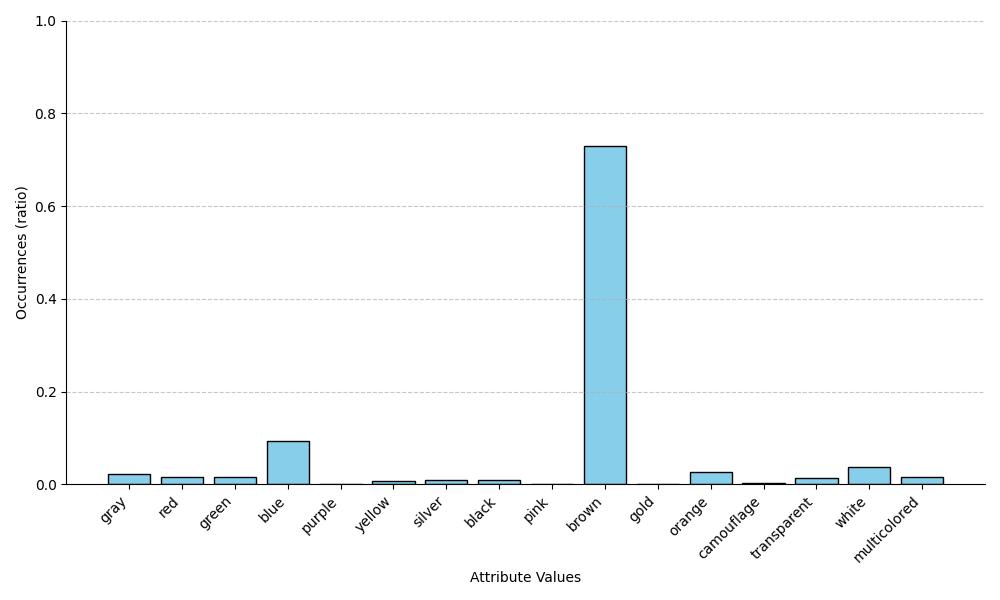 1.0
0.8
0.6
0.4
0.2
0.0
Occurrences (ratio)
gray
red
green
blue
purple
yellow
silver
black
pink
brown
gold
orange
camouflage
transparent
white
multicolored
Attribute Values